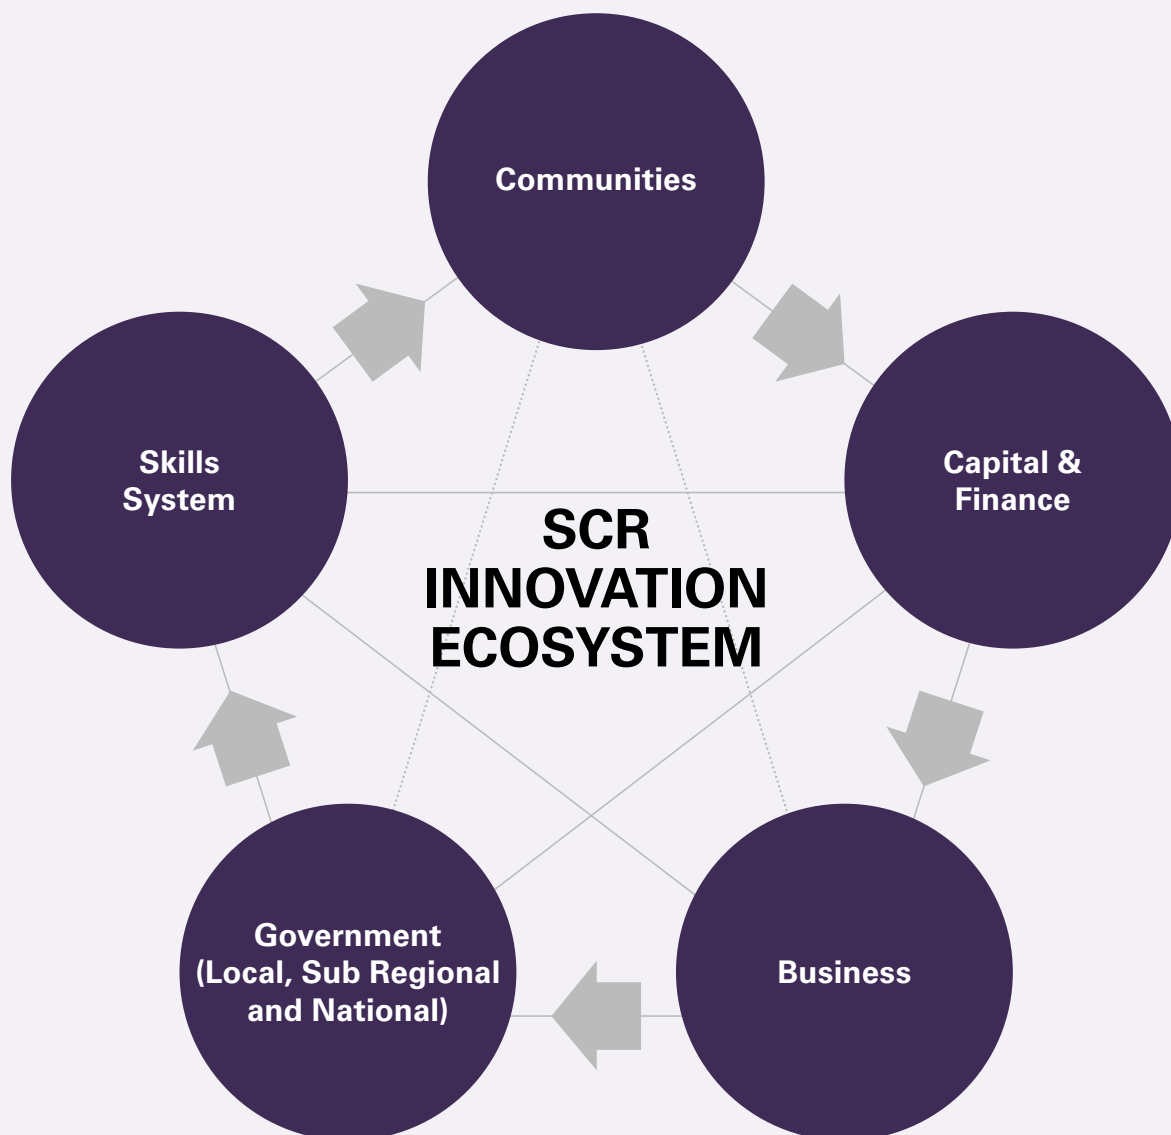 Communities
Skills
System
Capital &
Finance
SCR
INNOVATION
ECOSYSTEM
Government
(Local, Sub Regional
and National)
Business